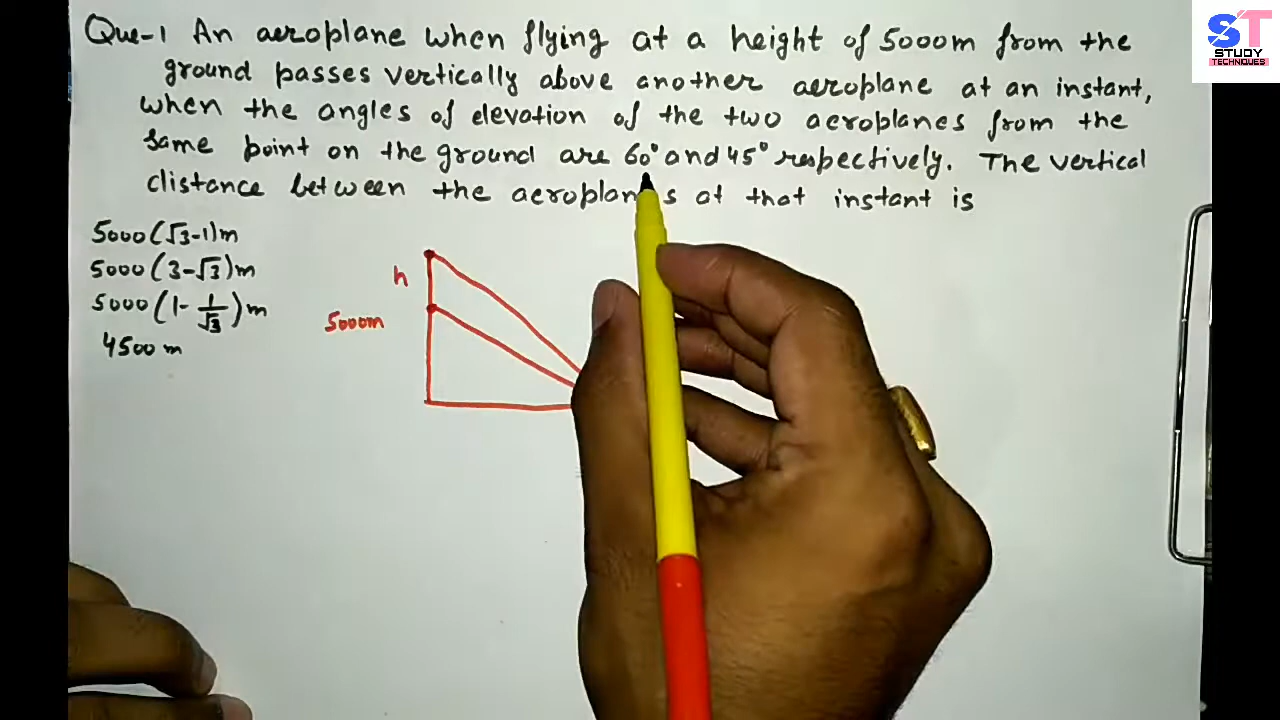 Que-1 An aeroplane when flying at a height of 5000m from the
ground passes vertically above another aeroplane at an instant,
when the angles of elevation of the two aeroplanes from the
same point on the ground are 60° and 45° respectively. The vertical
distance between the aeroplanes at that instant is
5000(√3-1)m
5000(3-√3)m
5000(1-1/√3)m
4500m
h
5000m
ST
STUDY
TECHNIQUES